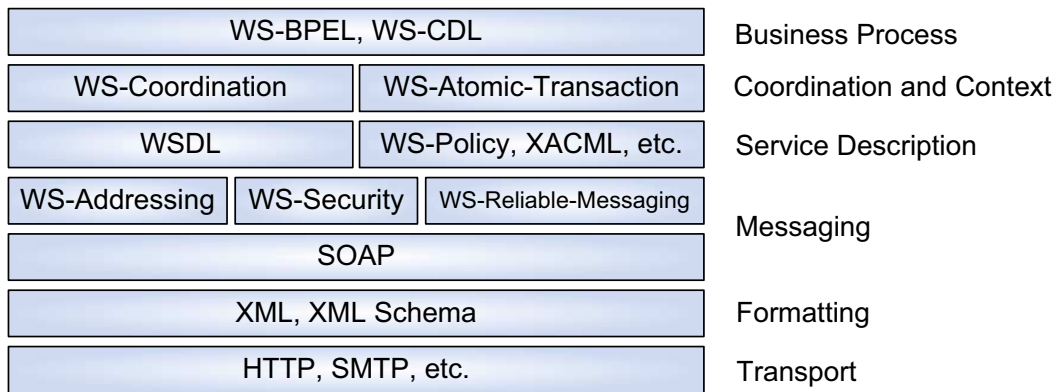 WS-BPEL, WS-CDL
Business Process
WS-Coordination
WS-Atomic-Transaction
Coordination and Context
WSDL
WS-Policy, XACML, etc.
Service Description
WS-Addressing
WS-Security
WS-Reliable-Messaging
Messaging
SOAP
XML, XML Schema
Formatting
HTTP, SMTP, etc.
Transport